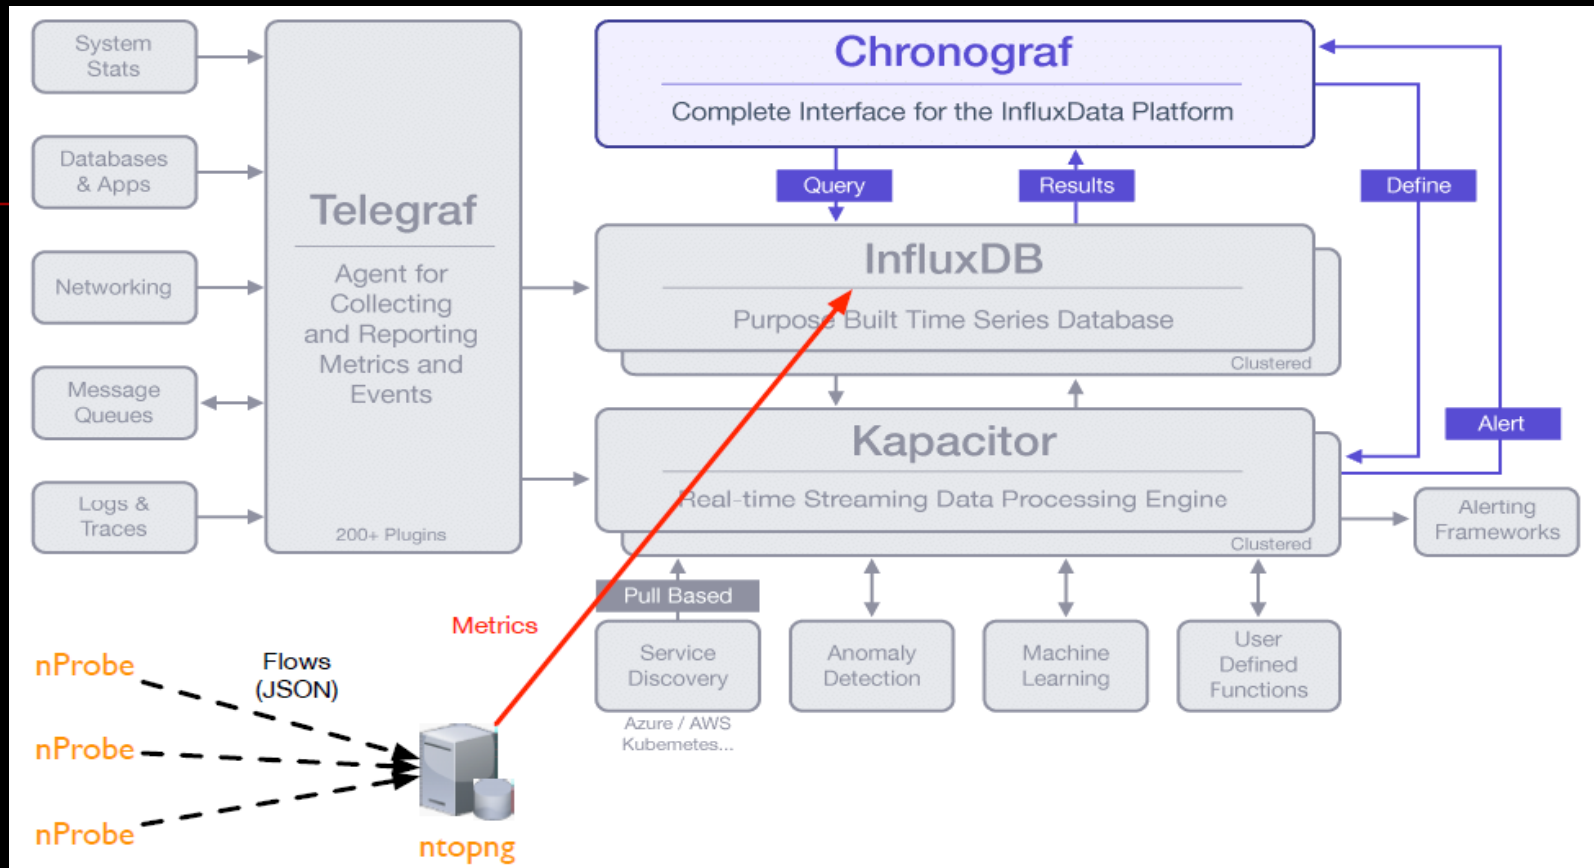 System
Stats
Databases
& Apps
Networking
Message
Queues
Logs &
Traces
Telegraf
Agent for
Collecting
and Reporting
Metrics and
Events
200+ Plugins
Chronograf
Complete Interface for the InfluxData Platform
Query
Results
Define
InfluxDB
Purpose Built Time Series Database
Clustered
Alert
Kapacitor
Real-time Streaming Data Processing Engine
Clustered
Alerting
Frameworks
Pull Based
Service
Discovery
Azure / AWS
Kubernetes...
Anomaly
Detection
Machine
Learning
User
Defined
Functions
Metrics
nProbe
Flows
(JSON)
nProbe
nProbe
ntopng